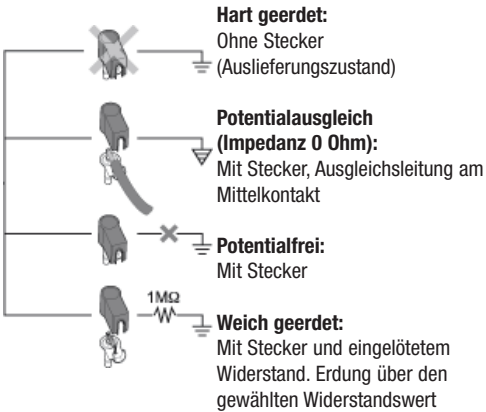 Hart geerdet:
Ohne Stecker
(Auslieferungszustand)
Potentialausgleich
(Impedanz 0 Ohm):
Mit Stecker, Ausgleichsleitung am
Mittelkontakt
Potentialfrei:
Mit Stecker
1MΩ
Weich geerdet:
Mit Stecker und eingelötetem
Widerstand. Erdung über den
gewählten Widerstandswert